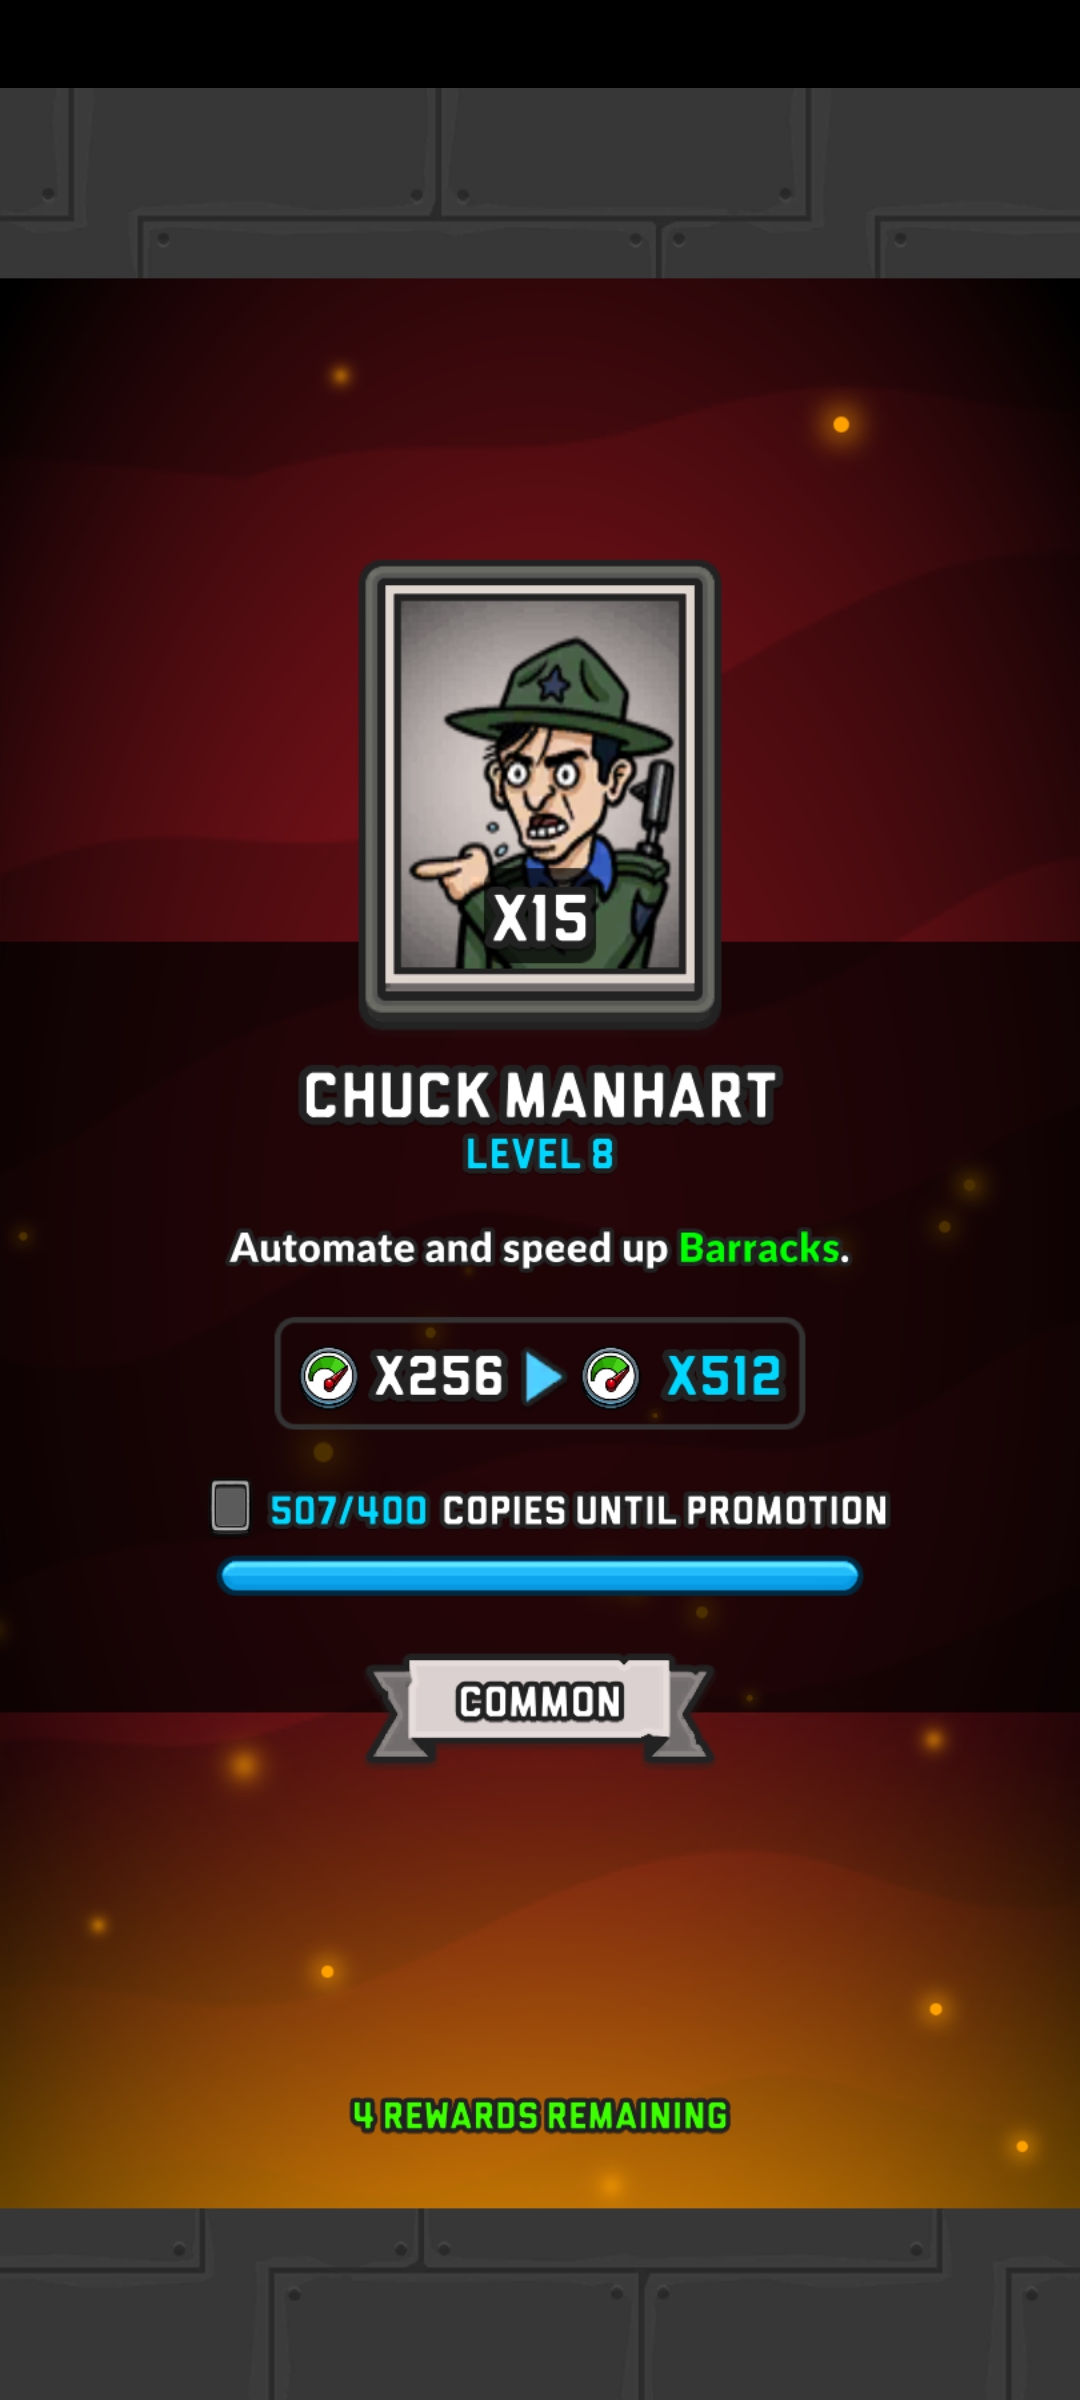 X15
CHUCK MANHART
LEVEL 8
Automate and speed up Barracks.
X256 X512
507/400 COPIES UNTIL PROMOTION
COMMON
4 REWARDS REMAINING